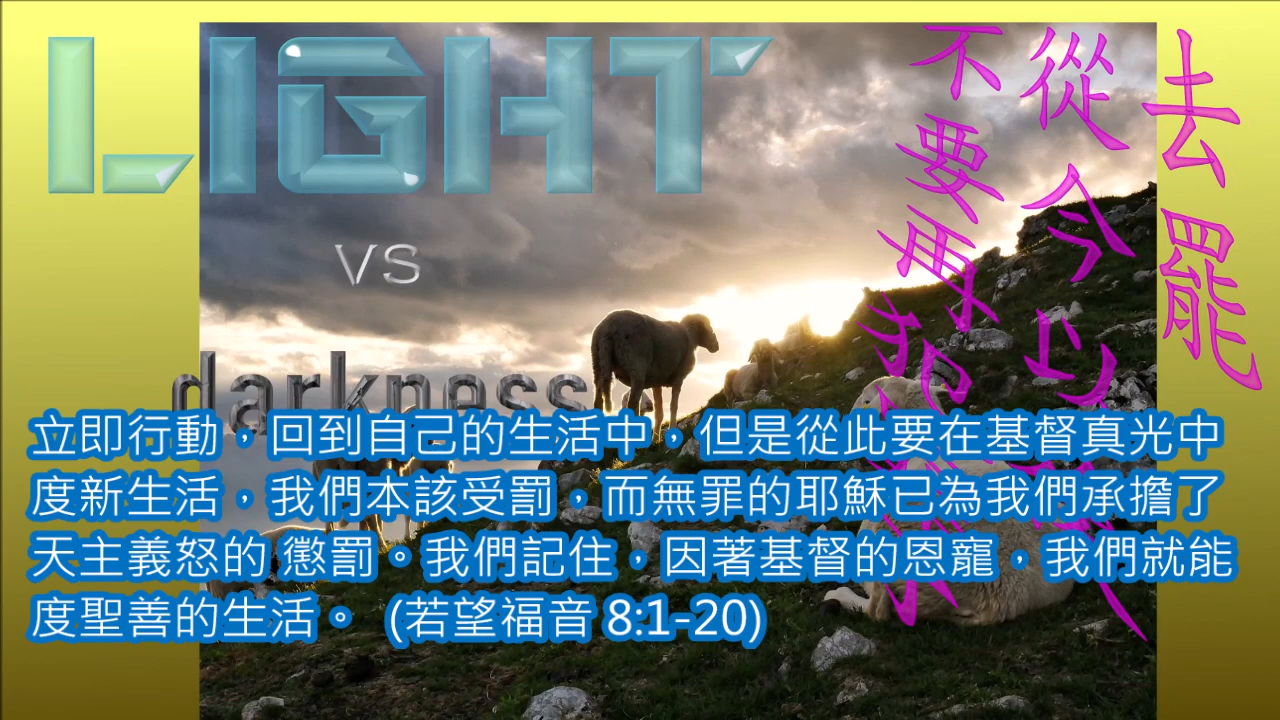 LIGHT
vs
darkness
去罷
從今以
不要再犯
立即行動，回到自己的生活中，但是從此要在基督真光中
度新生活，我們本該受罰，而無罪的耶穌已為我們承擔了
天主義怒的 懲罰。我們記住，因著基督的恩寵，我們就能
度聖善的生活。 (若望福音 8:1-20)